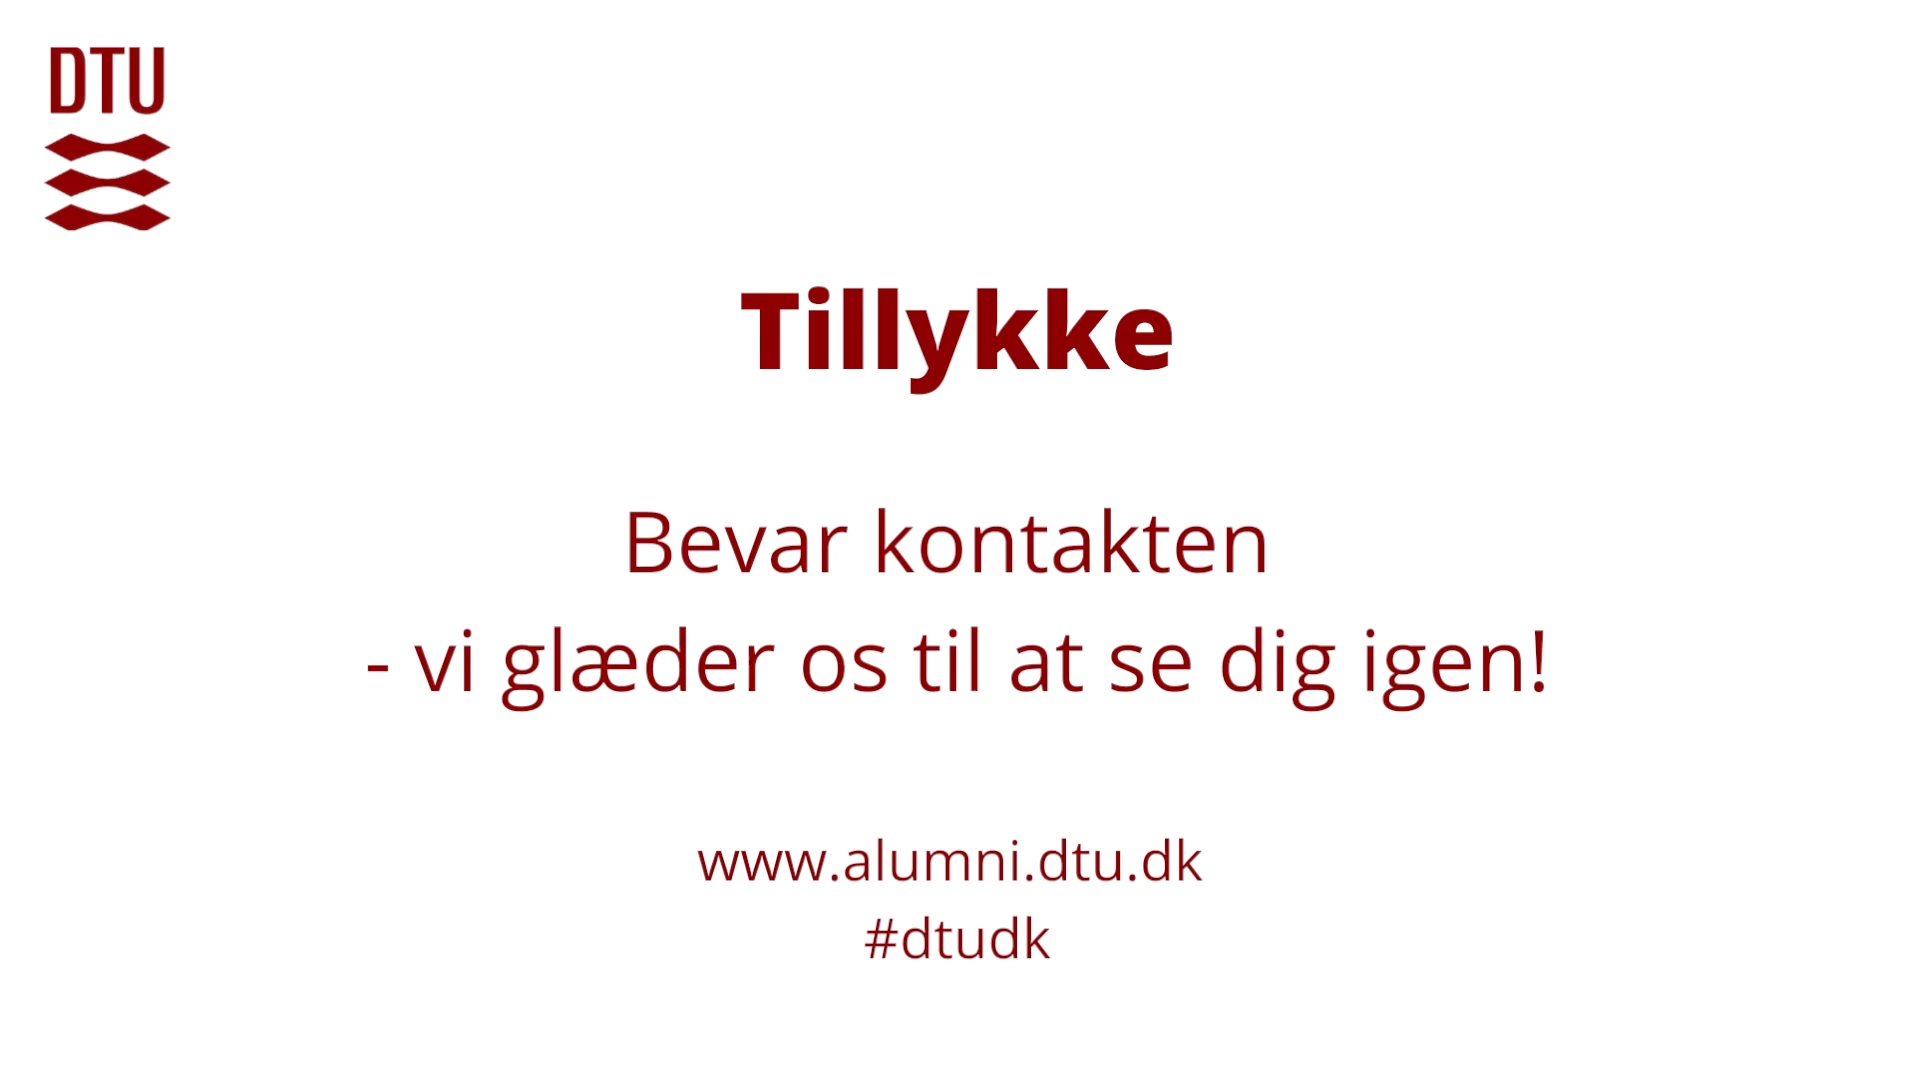 DTU
Tillykke
Bevar kontakten
- vi glæder os til at se dig igen!
www.alumni.dtu.dk
#dtudk